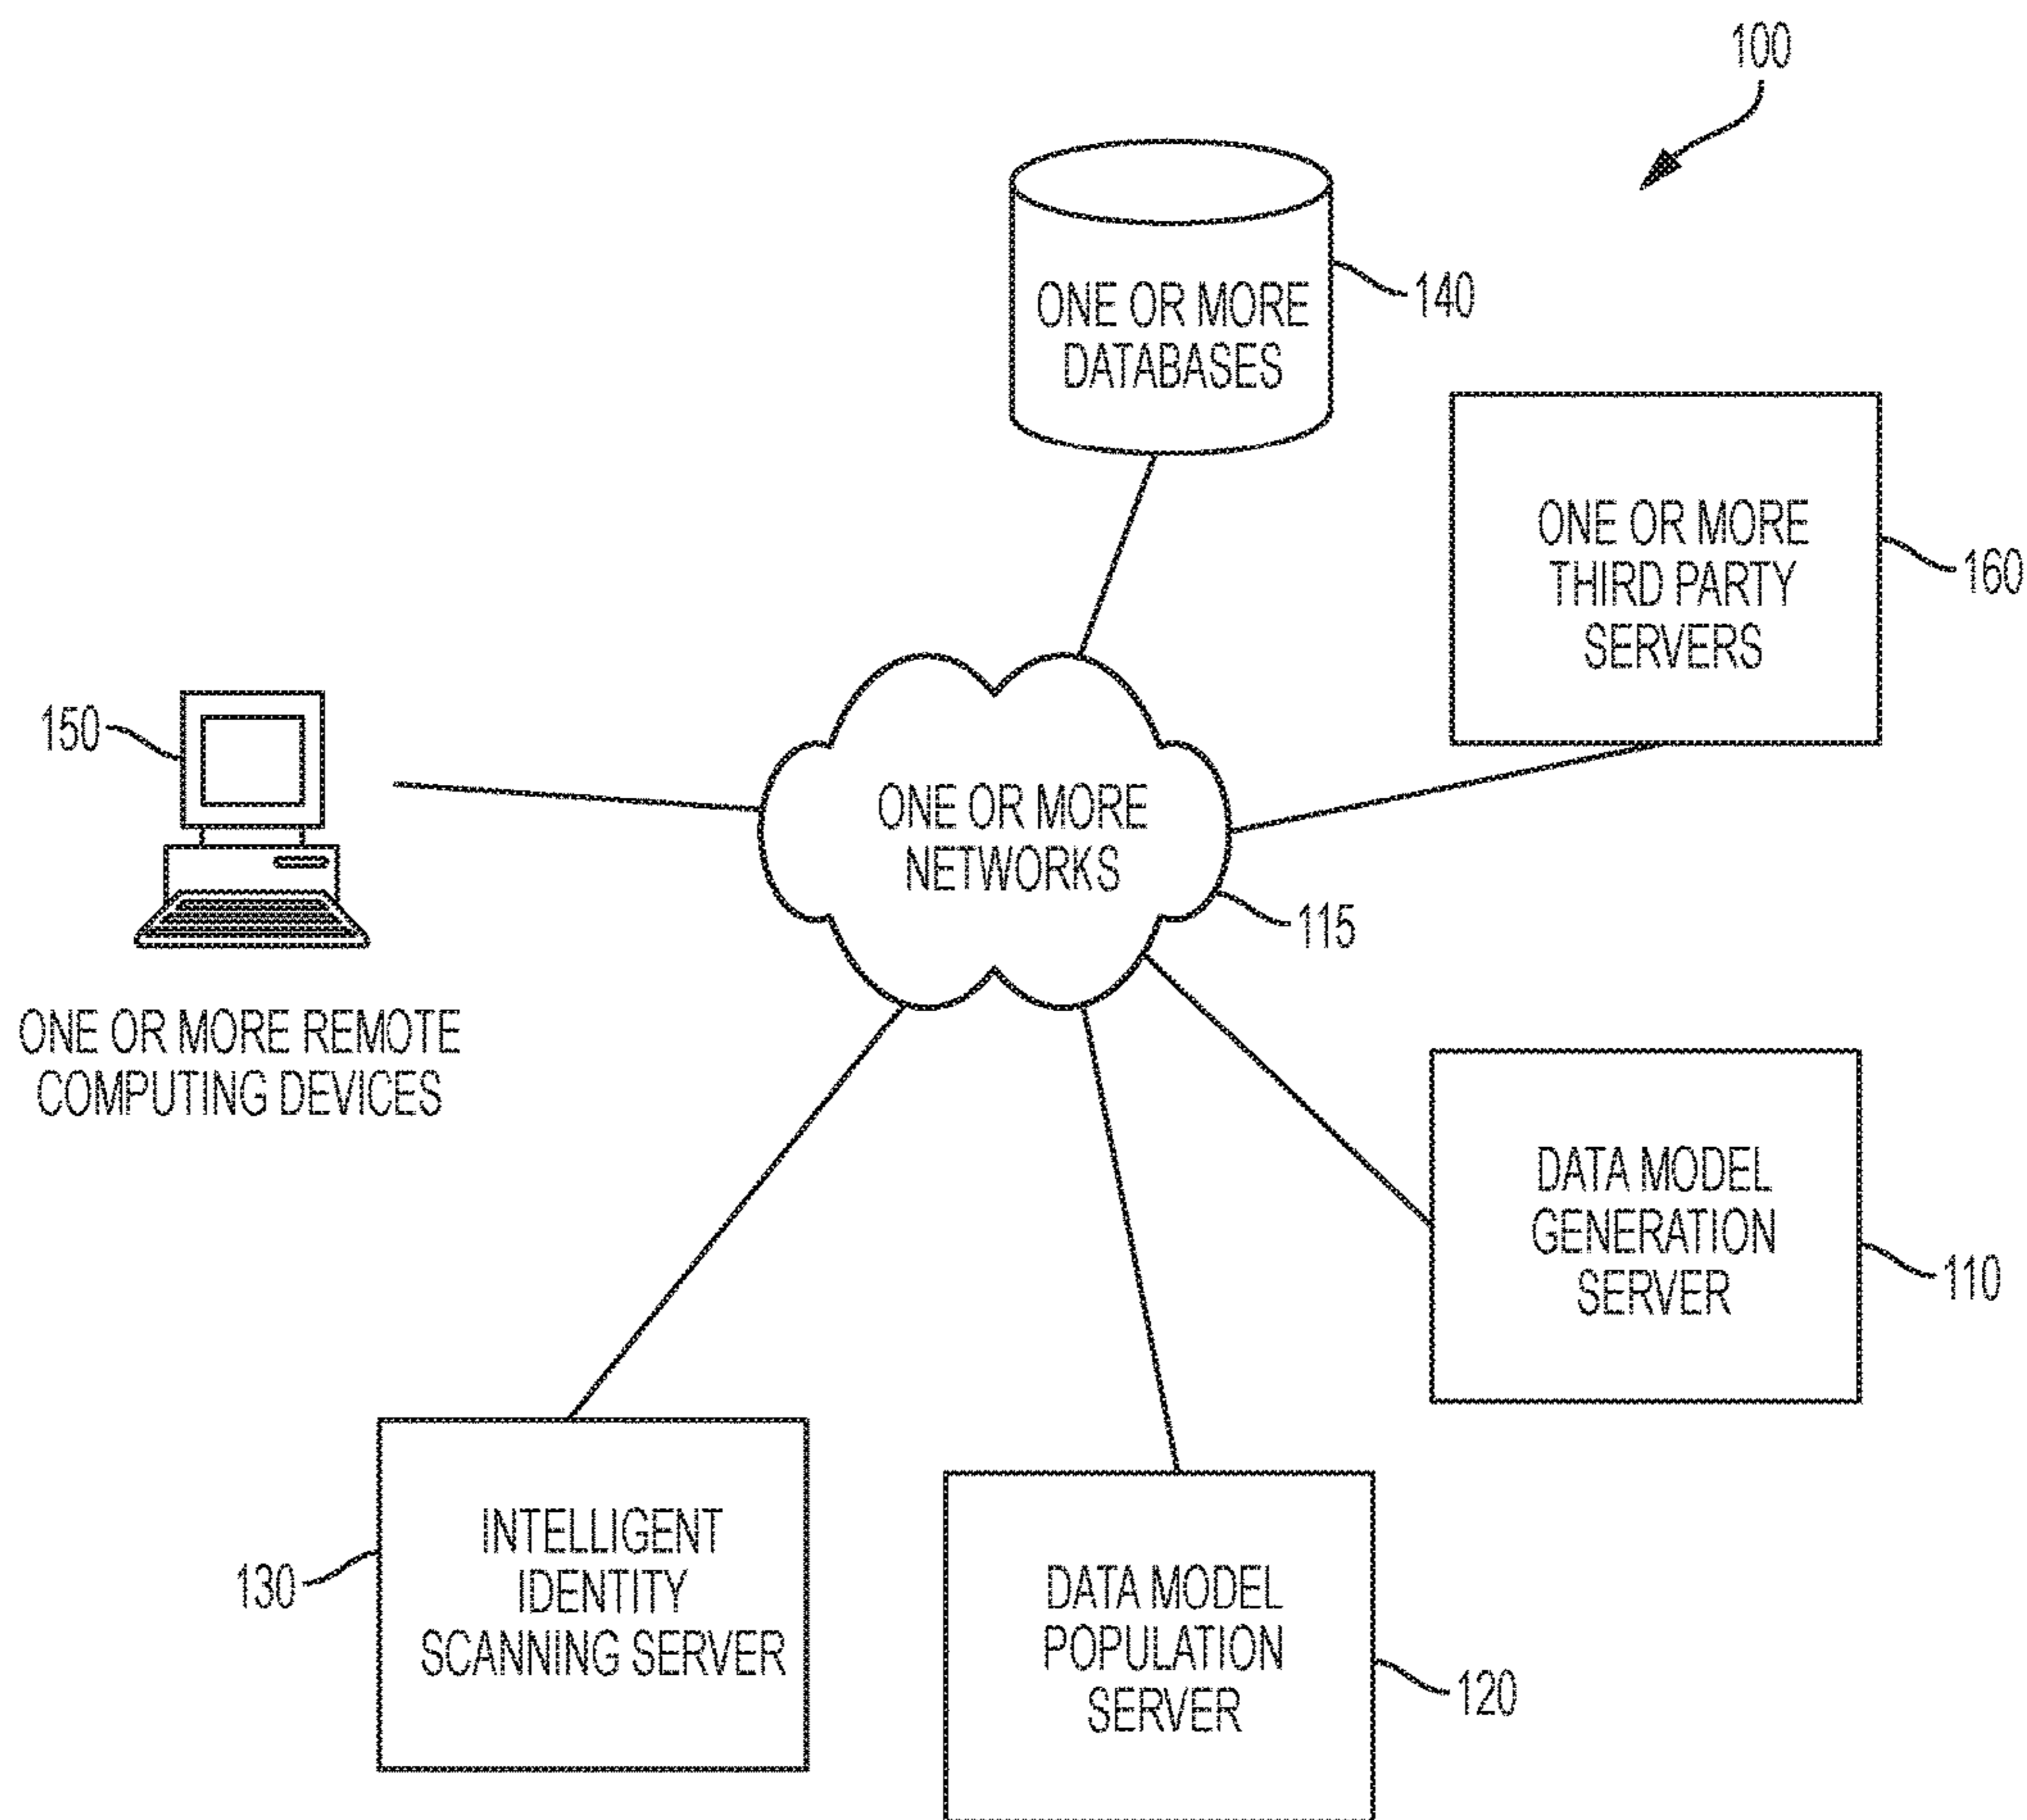 100
ONE OR MORE
DATABASES
140
ONE OR MORE
THIRD PARTY
SERVERS
160
150
ONE OR MORE
NETWORKS
115
ONE OR MORE REMOTE
COMPUTING DEVICES
DATA MODEL
GENERATION
SERVER
110
INTELLIGENT
IDENTITY
SCANNING SERVER
130
DATA MODEL
POPULATION
SERVER
120